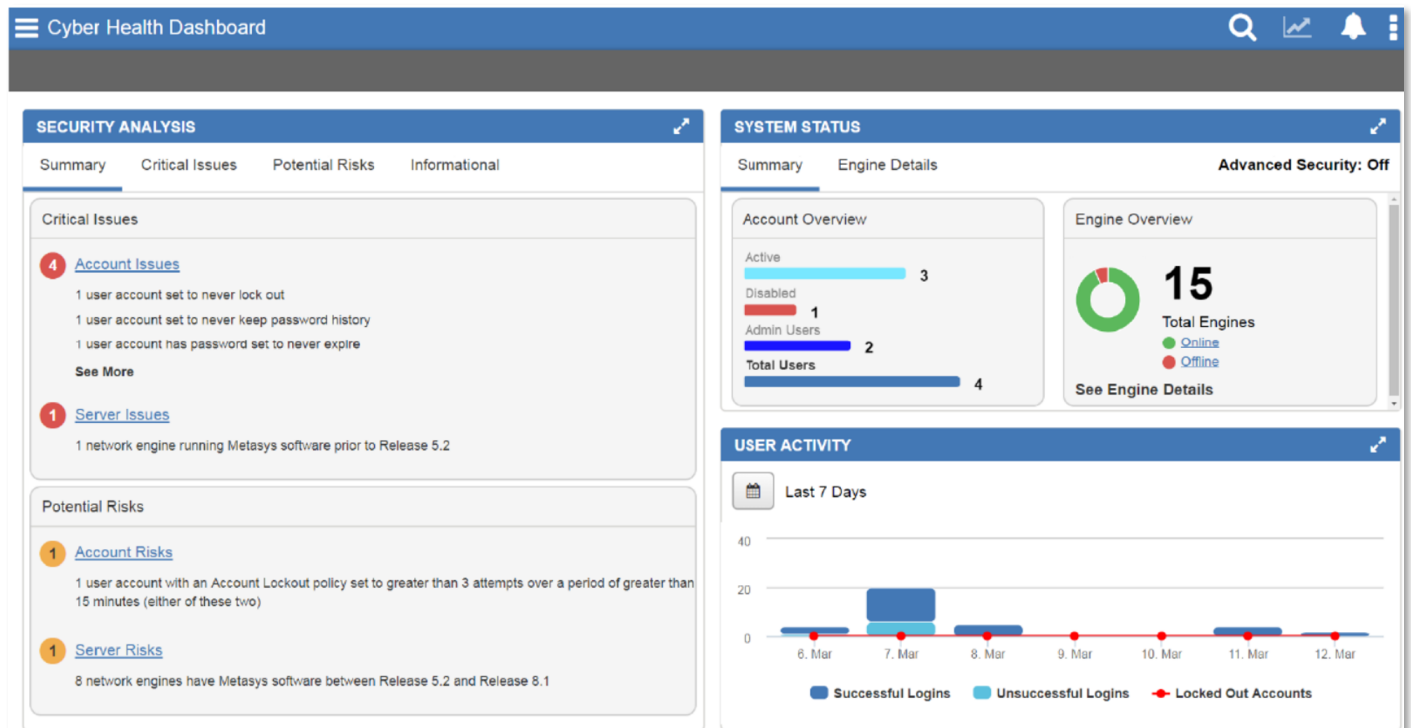 Cyber Health Dashboard
SECURITY ANALYSIS
Summary Critical Issues Potential Risks Informational
Critical Issues
4 Account Issues
1 user account set to never lock out
1 user account set to never keep password history
1 user account has password set to never expire
See More
1 Server Issues
1 network engine running Metasys software prior to Release 5.2
Potential Risks
1 Account Risks
1 user account with an Account Lockout policy set to greater than 3 attempts over a period of greater than
15 minutes (either of these two)
1 Server Risks
8 network engines have Metasys software between Release 5.2 and Release 8.1
SYSTEM STATUS
Summary Engine Details Advanced Security: Off
Account Overview
Active
3
Disabled
1
Admin Users
2
Total Users
4
Engine Overview
15
Total Engines
Online
Offline
See Engine Details
USER ACTIVITY
Last 7 Days
40
20
0
6. Mar 7. Mar 8. Mar 9. Mar 10. Mar 11. Mar 12. Mar
Successful Logins Unsuccessful Logins Locked Out Accounts